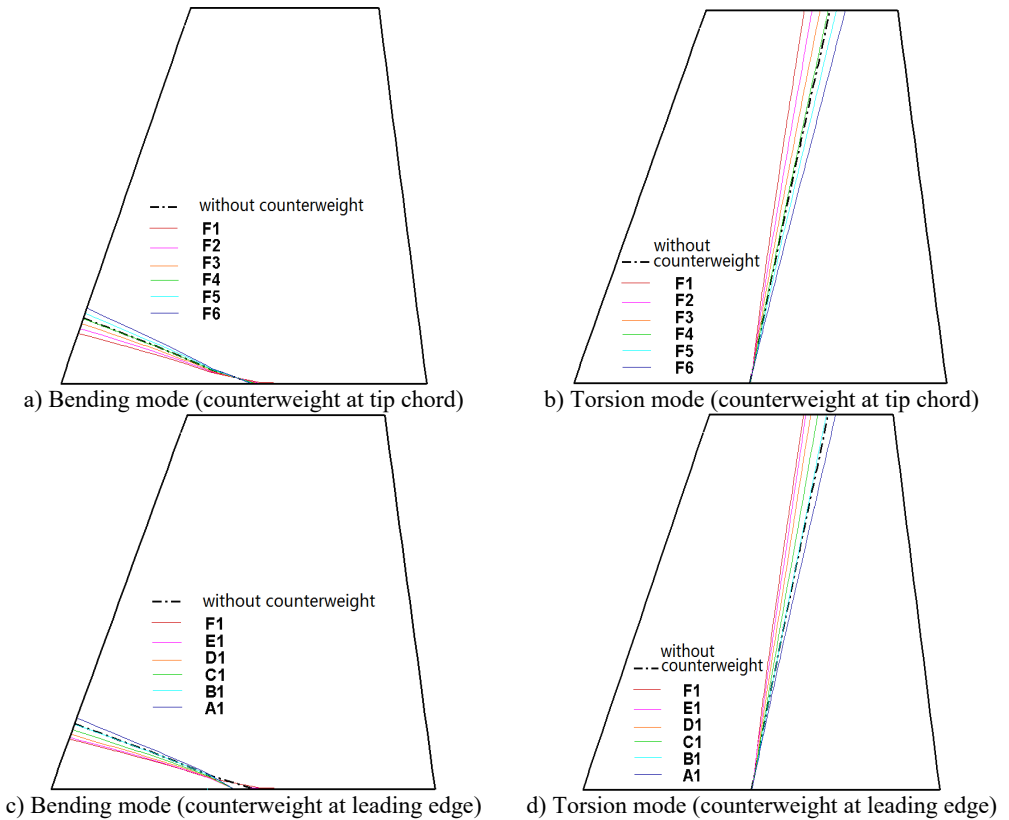 without counterweight
F1
F2
F3
F4
F5
F6
without
counterweight
F1
F2
F3
F4
F5
F6
a) Bending mode (counterweight at tip chord)
b) Torsion mode (counterweight at tip chord)
without counterweight
F1
E1
D1
C1
B1
A1
without
counterweight
F1
E1
D1
C1
B1
A1
c) Bending mode (counterweight at leading edge)
d) Torsion mode (counterweight at leading edge)